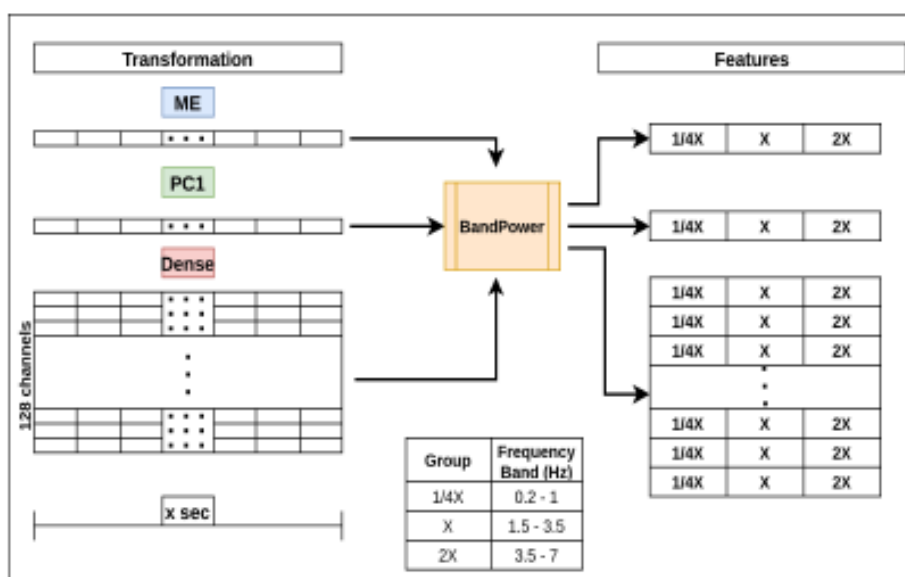 Transformation
Features
ME
1/4X X 2X
PC1
BandPower
1/4X X 2X
Dense
128 channels
1/4X X 2X
1/4X X 2X
1/4X X 2X
1/4X X 2X
1/4X X 2X
1/4X X 2X
Group
Frequency
Band (Hz)
1/4X 0.2 - 1
X 1.5 - 3.5
2X 3.5 - 7
x sec